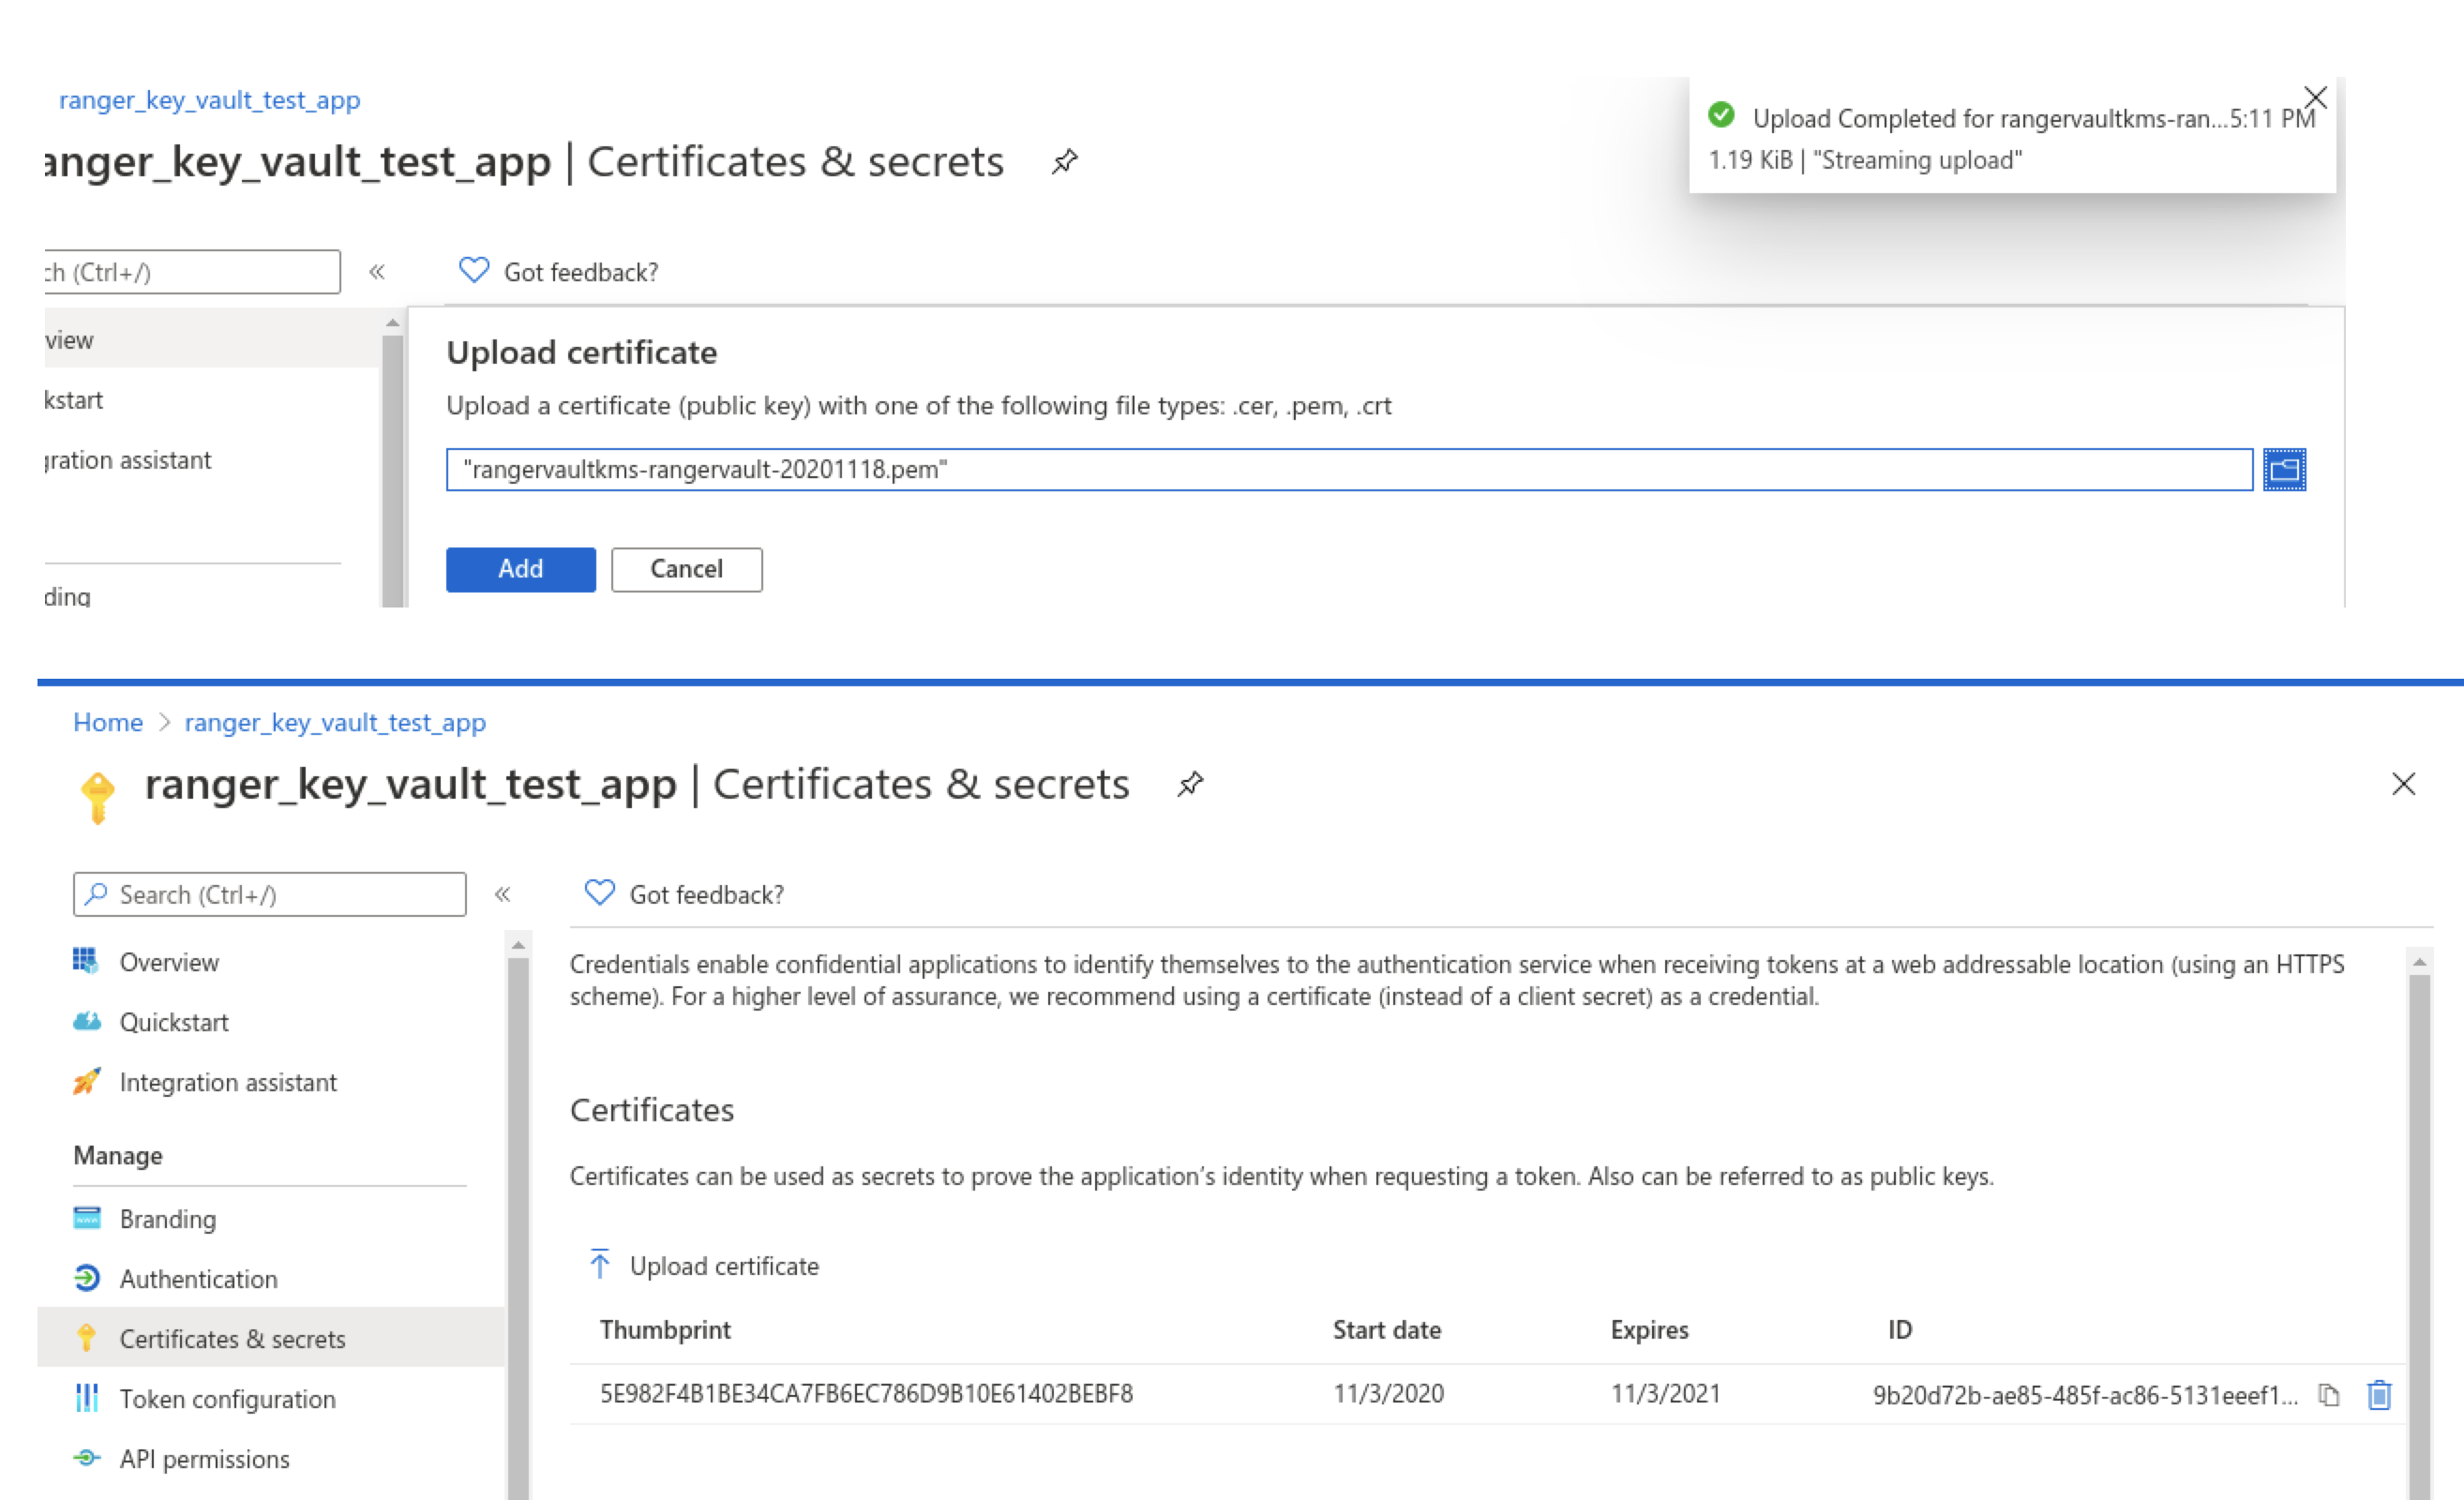 ranger_key_vault_test_app
anger_key_vault_test_app | Certificates & secrets
Upload Completed for rangervaultkms-ran...5:11 PM
1.19 KiB | "Streaming upload"
ch (Ctrl+/)
«
Got feedback?
view
kstart
gration assistant
ding
Upload certificate
Upload a certificate (public key) with one of the following file types: .cer, .pem, .crt
"rangervaultkms-rangervault-20201118.pem"
Add
Cancel
Home > ranger_key_vault_test_app
ranger_key_vault_test_app | Certificates & secrets
Search (Ctrl+/)
«
Got feedback?
Overview
Quickstart
Integration assistant
Manage
Branding
Authentication
Certificates & secrets
Token configuration
API permissions
Credentials enable confidential applications to identify themselves to the authentication service when receiving tokens at a web addressable location (using an HTTPS
scheme). For a higher level of assurance, we recommend using a certificate (instead of a client secret) as a credential.
Certificates
Certificates can be used as secrets to prove the application's identity when requesting a token. Also can be referred to as public keys.
Upload certificate
Thumbprint Start date Expires ID
5E982F4B1BE34CA7FB6EC786D9B10E61402BEBF8 11/3/2020 11/3/2021 9b20d72b-ae85-485f-ac86-5131eeef1...